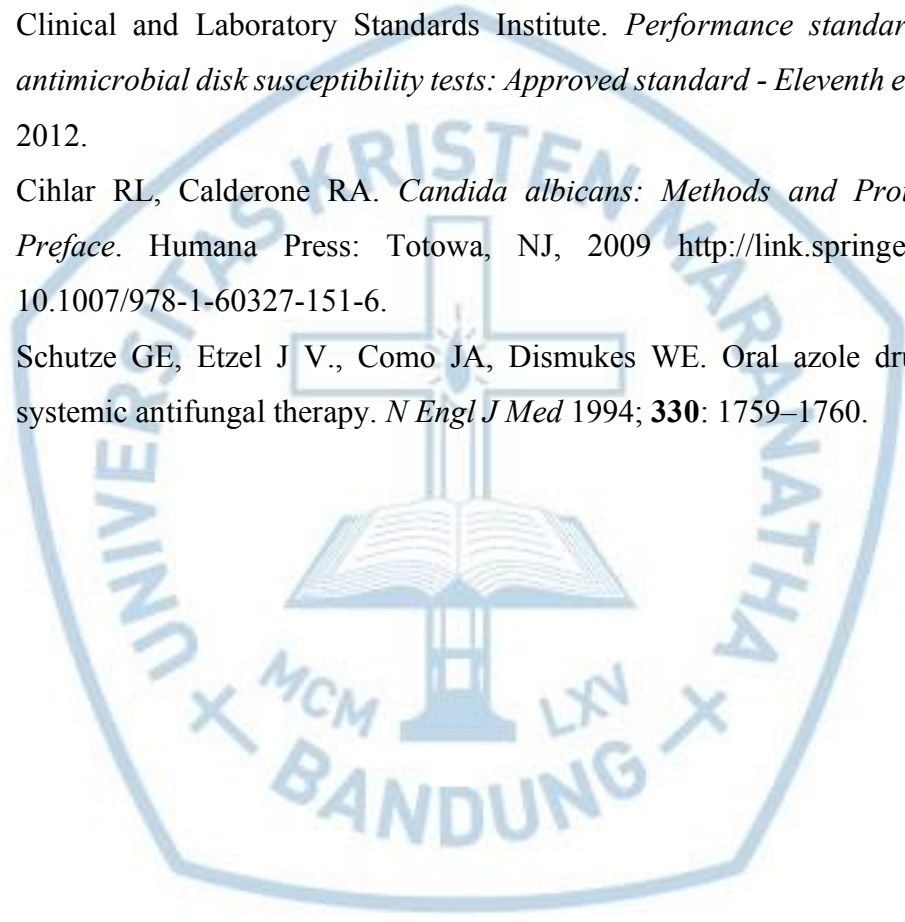 Clinical and Laboratory Standards Institute. Performance standar
antimicrobial disk susceptibility tests: Approved standard - Eleventh e
2012.
Cihlar RL, Calderone RA. Candida albicans: Methods and Pro
Preface. Humana Press: Totowa, NJ, 2009 http://link.springe
10.1007/978-1-60327-151-6.
Schutze GE, Etzel J V., Como JA, Dismukes WE. Oral azole dru
systemic antifungal therapy. N Engl J Med 1994; 330: 1759–1760.
UNIVERSITAS KRISTEN MARANATHA
MCM LXV
BANDUNG